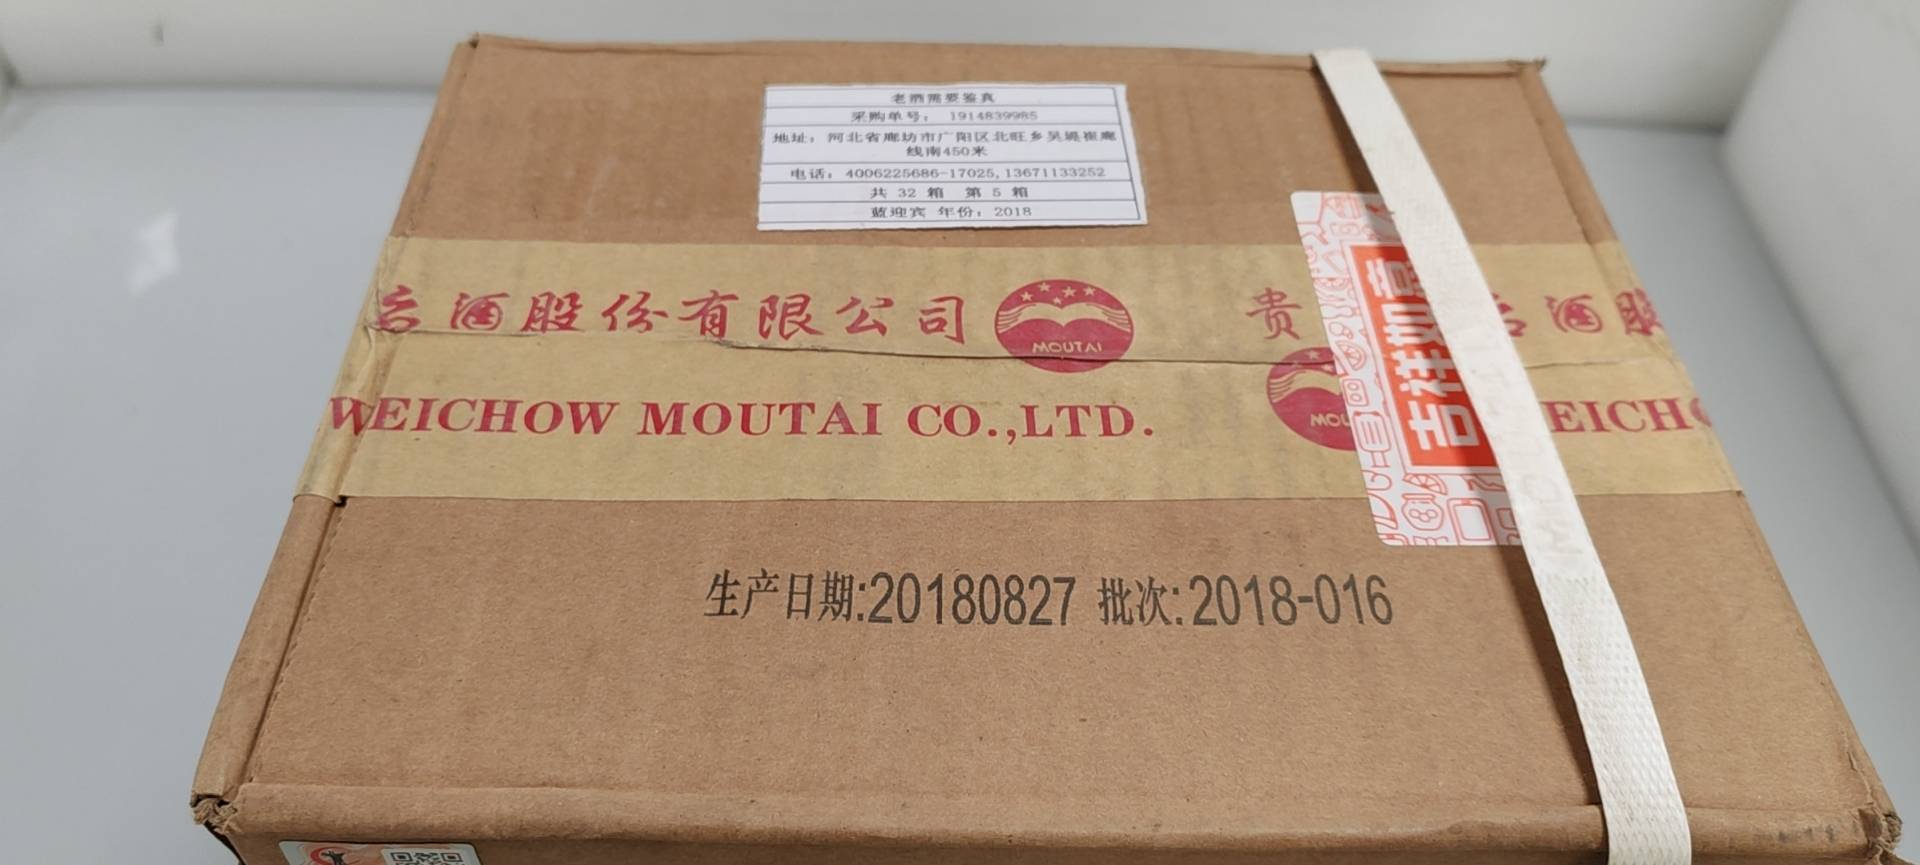 老酒需要鉴真
采购单号： 1914839985
地址：河北省廊坊市广阳区北旺乡吴堤崔廊
线南450米
电话：4006225686-17025,13671133252
共 32 箱 第 5 箱
蓝迎宾 年份：2018
台酒股份有限公司
MOUTAI
贵
台酒股
WEICHOW MOUTAI CO.,LTD.
MOU
EICHO
吉祥如意
生产日期:20180827 批次:2018-016